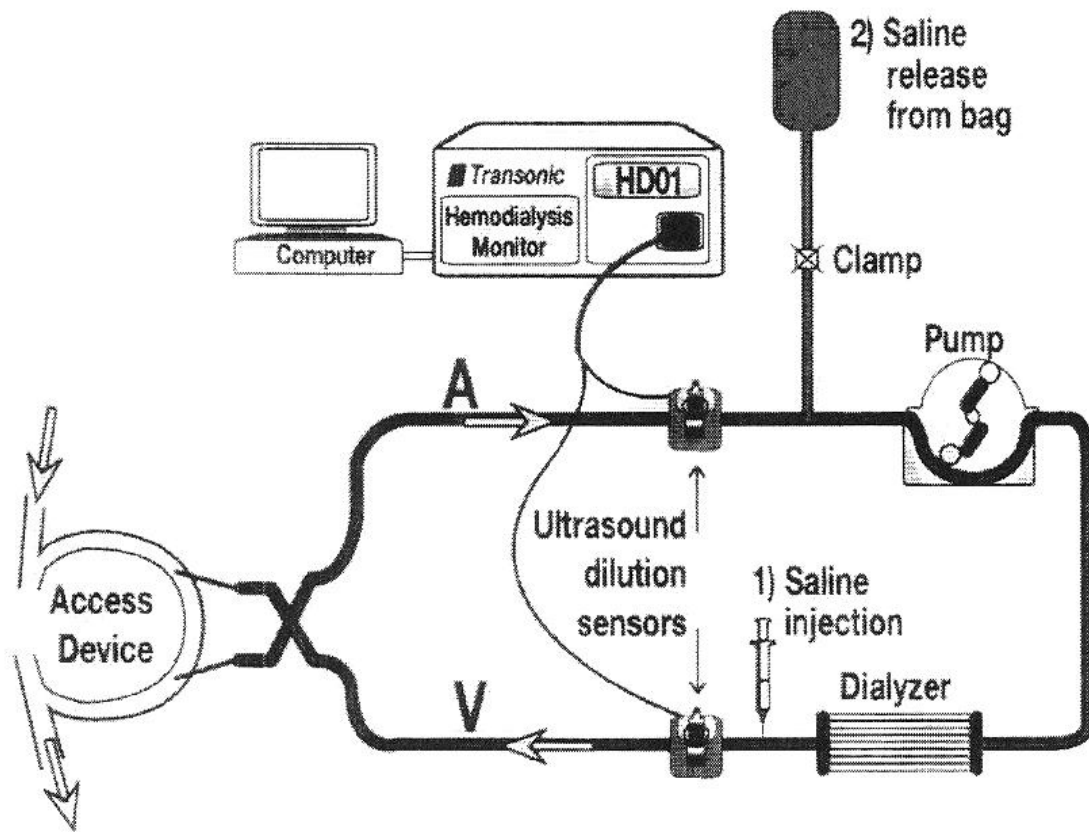 2) Saline
release
from bag
Transonic
HD01
Hemodialysis
Monitor
Computer
Clamp
Pump
A
Ultrasound
dilution
sensors
1) Saline
injection
Access
Device
Dialyzer
V